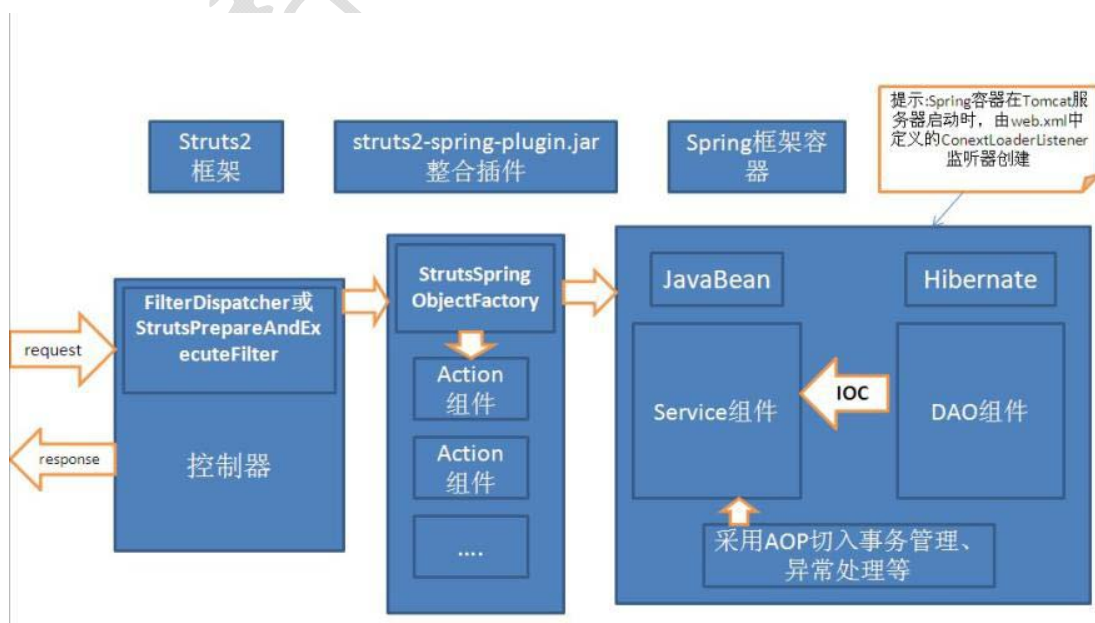 提示:Spring容器在Tomcat服
务器启动时，由web.xml中
定义的ConextLoaderListener
监听器创建
Struts2
框架
struts2-spring-plugin.jar
整合插件
Spring框架容
器
StrutsSpring
ObjectFactory
JavaBean
Hibernate
FilterDispatcher或
StrutsPrepareAndEx
ecuteFilter
request
Action
组件
Service组件
IOC
DAO组件
response
控制器
Action
组件
....
采用AOP切入事务管理、
异常处理等